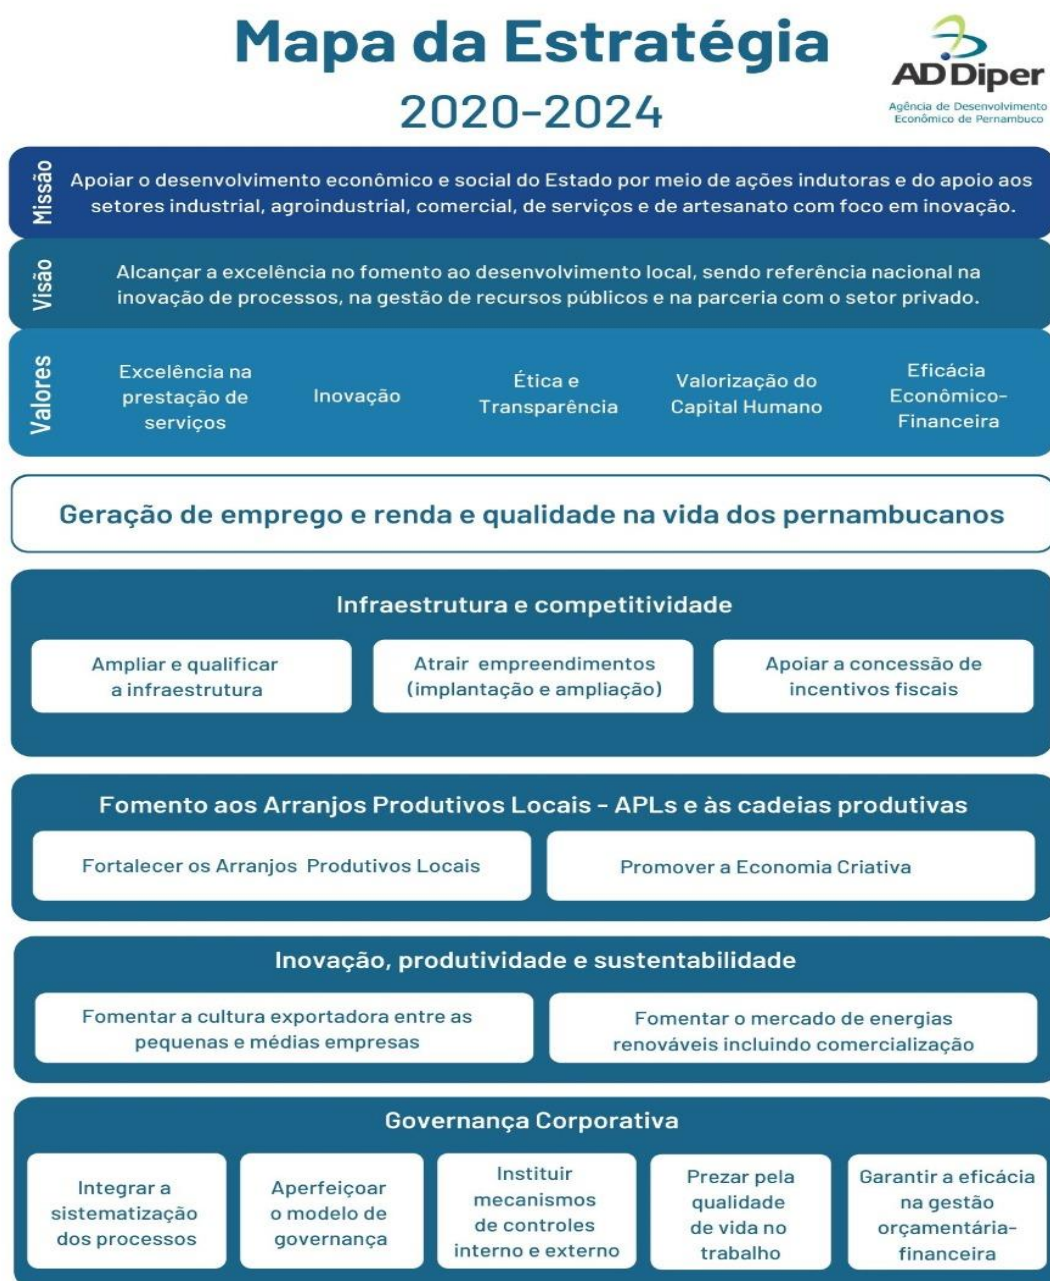 Mapa da Estratégia
2020-2024
AD Diper
Agência de Desenvolvimento
Econômico de Pernambuco
Missão
Apoiar o desenvolvimento econômico e social do Estado por meio de ações indutoras e do apoio aos
setores industrial, agroindustrial, comercial, de serviços e de artesanato com foco em inovação.
Visão
Alcançar a excelência no fomento ao desenvolvimento local, sendo referência nacional na
inovação de processos, na gestão de recursos públicos e na parceria com o setor privado.
Valores
Excelência na
prestação de
serviços
Inovação
Ética e
Transparência
Valorização do
Capital Humano
Eficácia
Econômico-
Financeira
Geração de emprego e renda e qualidade na vida dos pernambucanos
Infraestrutura e competitividade
Ampliar e qualificar
a infraestrutura
Atrair empreendimentos
(implantação e ampliação)
Apoiar a concessão de
incentivos fiscais
Fomento aos Arranjos Produtivos Locais - APLs e às cadeias produtivas
Fortalecer os Arranjos Produtivos Locais
Promover a Economia Criativa
Inovação, produtividade e sustentabilidade
Fomentar a cultura exportadora entre as
pequenas e médias empresas
Fomentar o mercado de energias
renováveis incluindo comercialização
Governança Corporativa
Integrar a
sistematização
dos processos
Aperfeiçoar
o modelo de
governança
Instituir
mecanismos
de controles
interno e externo
Prezar pela
qualidade
de vida no
trabalho
Garantir a eficácia
na gestão
orçamentária-
financeira